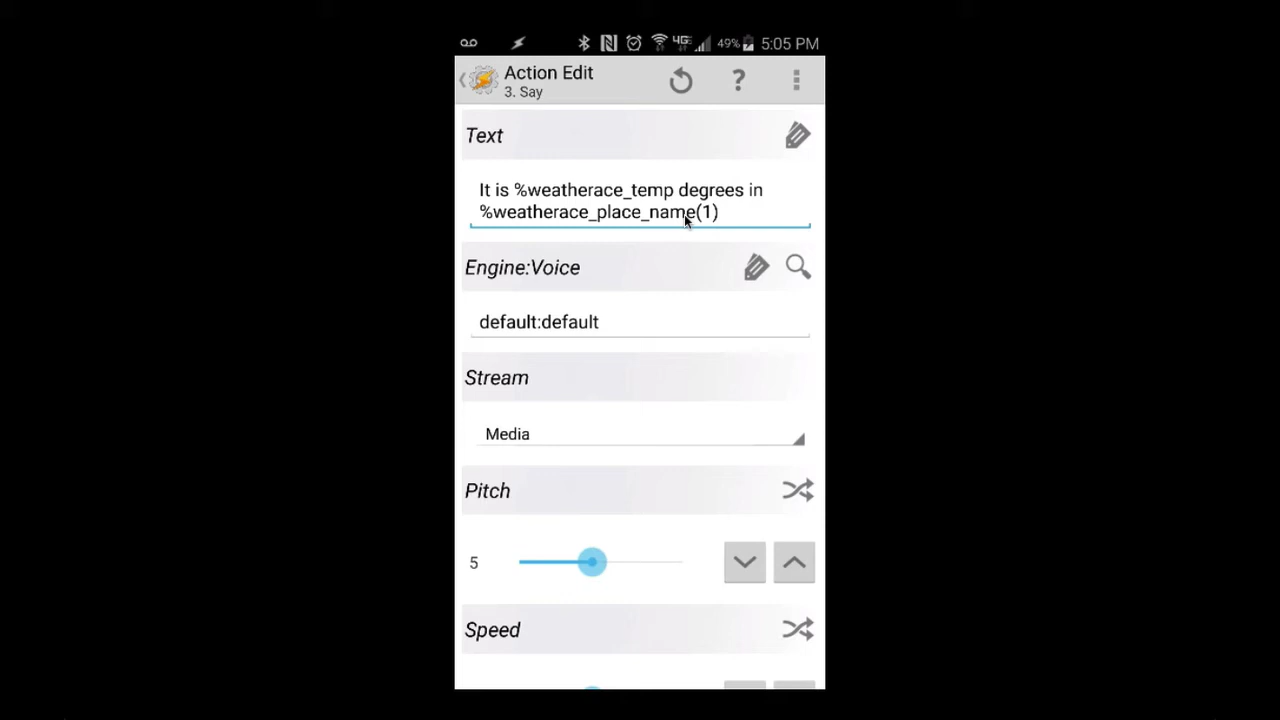 4G
49%
5:05 PM
Action Edit
3. Say
?
Text
It is %weatherace_temp degrees in
%weatherace_place_name(1)
Engine:Voice
default:default
Stream
Media
Pitch
5
Speed